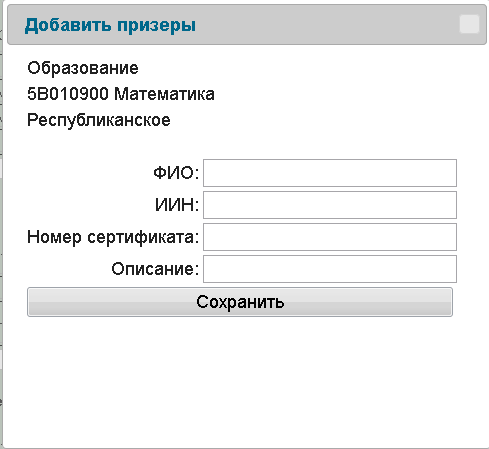 Добавить призеры
Образование
5В010900 Математика
Республиканское
ФИО:
ИИН:
Номер сертификата:
Описание:
Сохранить